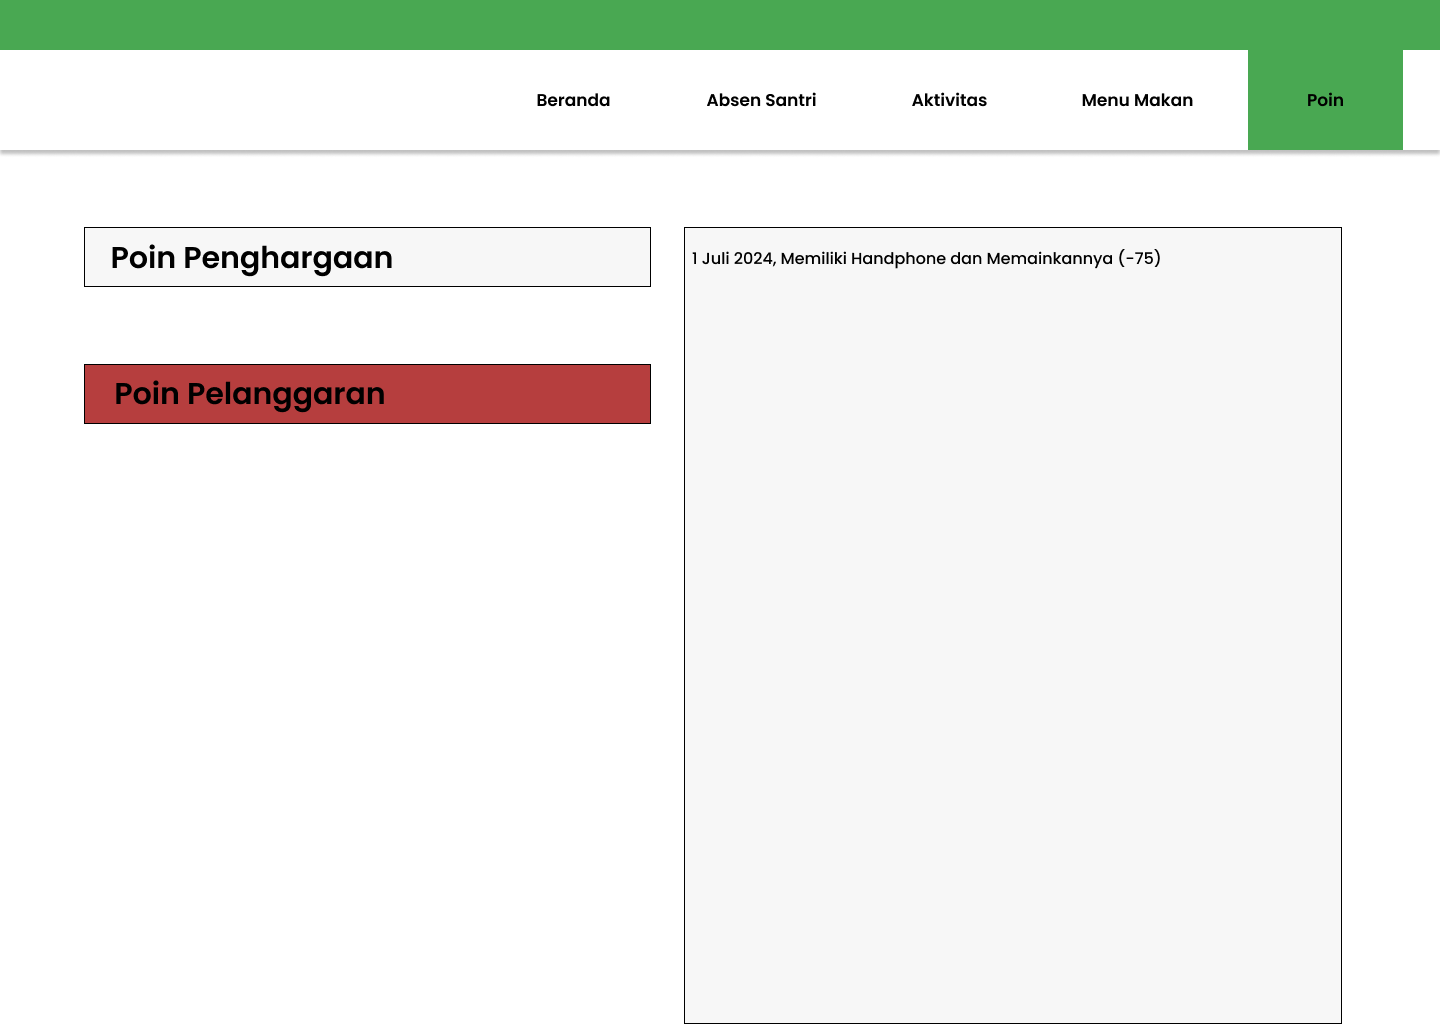 Beranda
Absen Santri
Aktivitas
Menu Makan
Poin
Poin Penghargaan
Poin Pelanggaran
1 Juli 2024, Memiliki Handphone dan Memainkannya (-75)